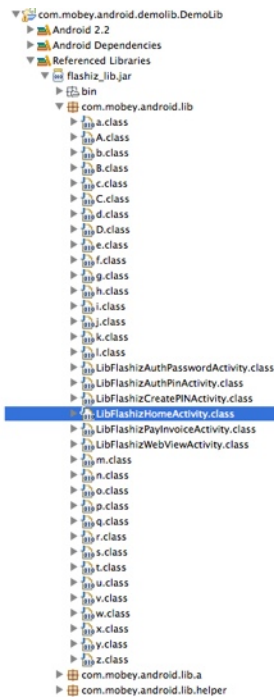 com.mobey.android.demolib.DemoLib
Android 2.2
Android Dependencies
Referenced Libraries
flashiz_lib.jar
bin
com.mobey.android.lib
a.class
A.class
b.class
B.class
c.class
C.class
d.class
D.class
e.class
f.class
g.class
h.class
i.class
j.class
k.class
l.class
LibFlashizAuthPasswordActivity.class
LibFlashizAuthPinActivity.class
LibFlashizCreatePINActivity.class
LibFlashizHomeActivity.class
LibFlashizPayInvoiceActivity.class
LibFlashizWebViewActivity.class
m.class
n.class
o.class
p.class
q.class
r.class
s.class
t.class
u.class
v.class
w.class
x.class
y.class
z.class
com.mobey.android.lib.a
com.mobey.android.lib.helper